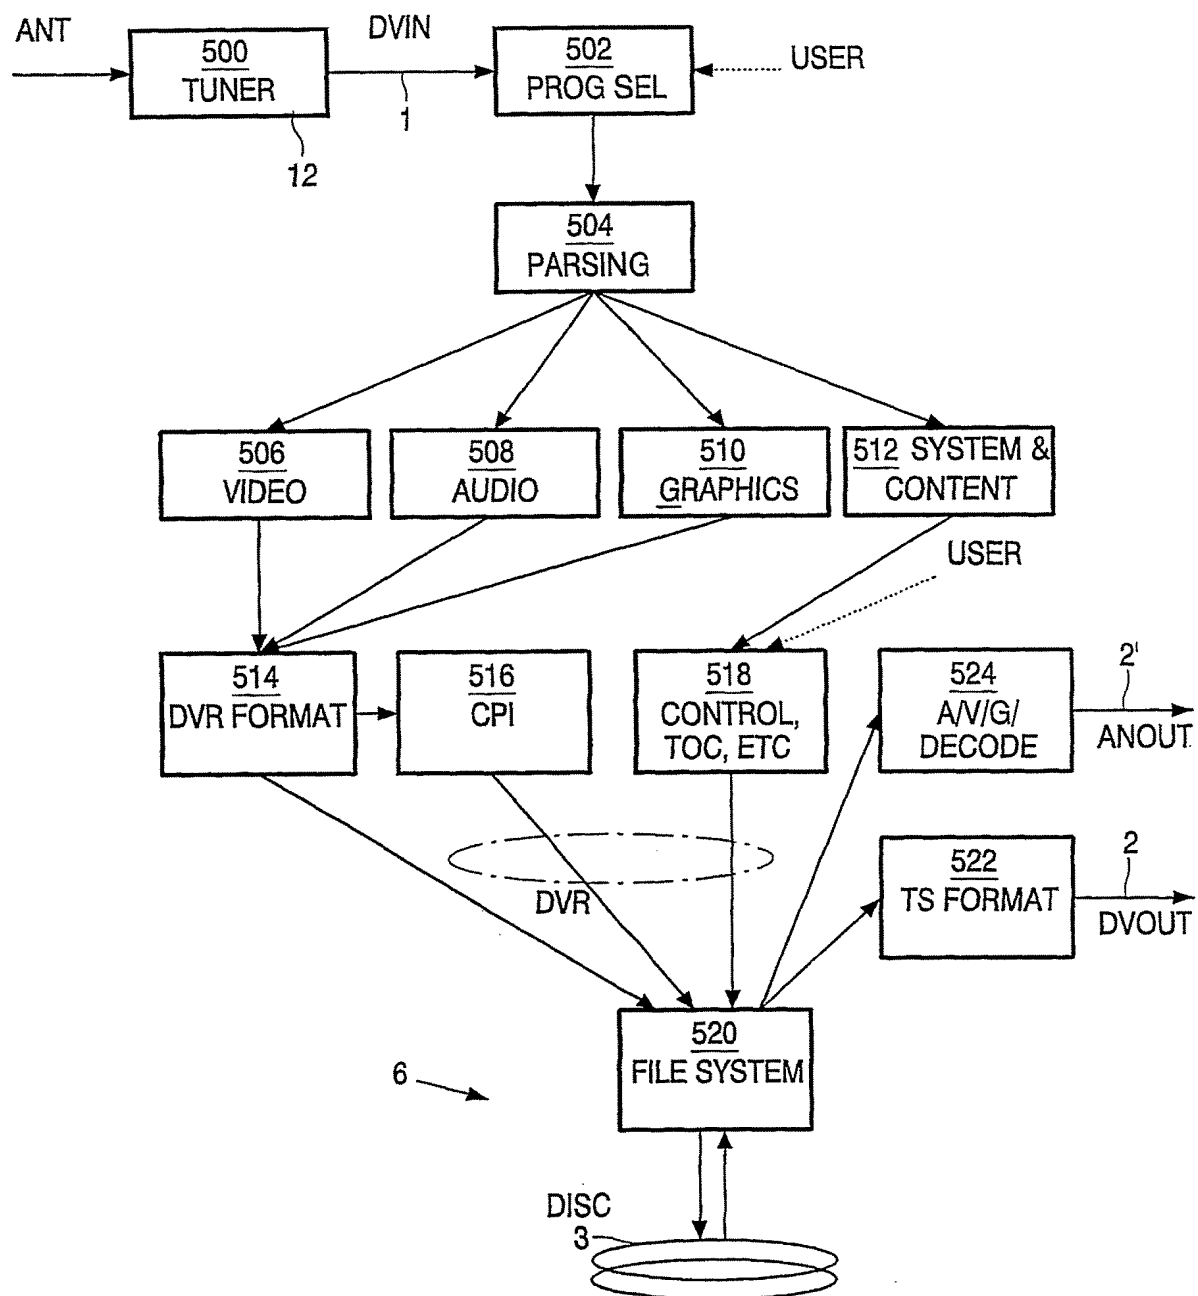 ANT
DVIN
500
TUNER
502
PROG SEL
USER
1
12
504
PARSING
506
VIDEO
508
AUDIO
510
GRAPHICS
512 SYSTEM &
CONTENT
USER
514
DVR FORMAT
516
CPI
518
CONTROL,
TOC, ETC
524
A/V/G/
DECODE
2'
ANOUT
DVR
522
TS FORMAT
2
DVOUT
520
FILE SYSTEM
6
DISC
3